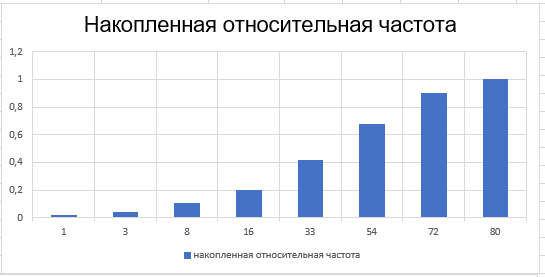 Накопленная относительная частота
1,2
1
0,8
0,6
0,4
0,2
0
1 3 8 16 33 54 72 80
накопленная относительная частота